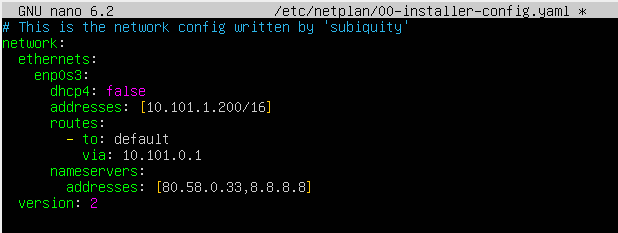 GNU nano 6.2 /etc/netplan/00-installer-config.yaml *
# This is the network config written by 'subiquity'
network:
  ethernets:
    enp0s3:
      dhcp4: false
      addresses: [10.101.1.200/16]
      routes:
        - to: default
          via: 10.101.0.1
      nameservers:
        addresses: [80.58.0.33,8.8.8.8]
  version: 2